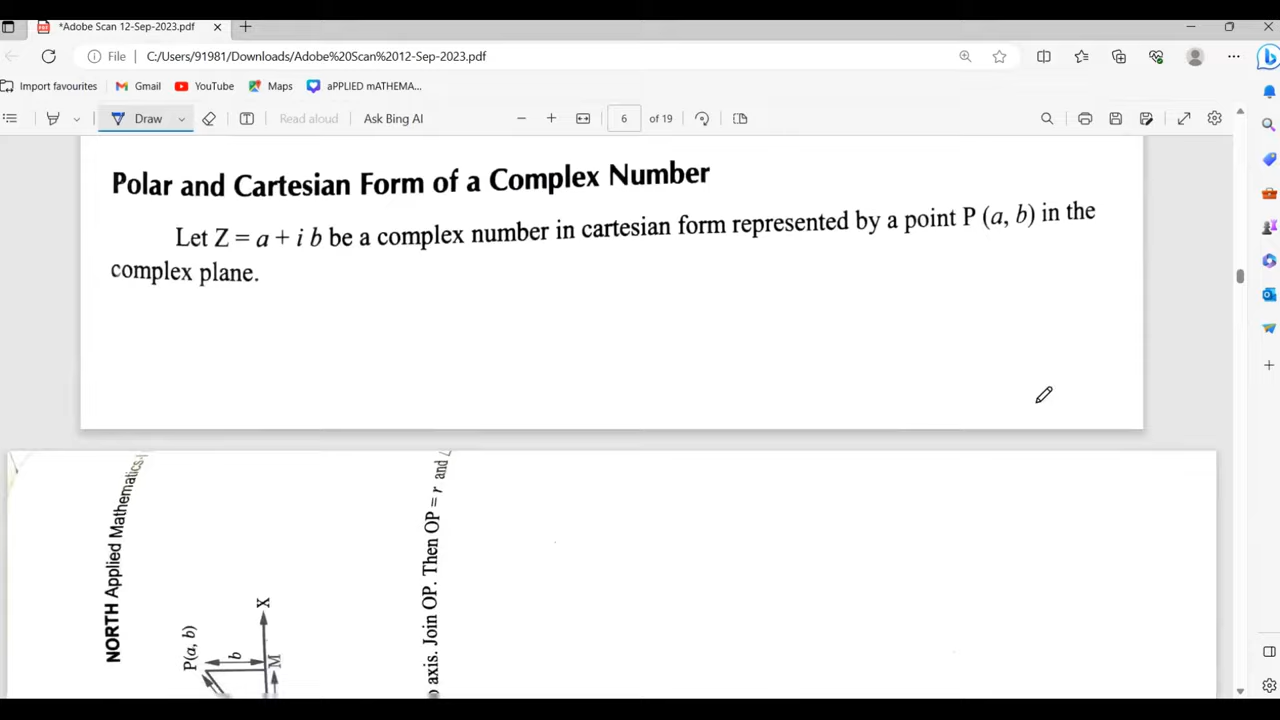 *Adobe Scan 12-Sep-2023.pdf
File
C:/Users/91981/Downloads/Adobe%20Scan%2012-Sep-2023.pdf
Import favourites
Gmail
YouTube
Maps
aPPLIED mATHEMA...
Draw
Read aloud
Ask Bing AI
6
of 19
Polar and Cartesian Form of a Complex Number
Let Z = a + i b be a complex number in cartesian form represented by a point P (a, b) in the
complex plane.
NORTH Applied Mathematics-
P(a, b)
b
X
M
axis. Join OP. Then OP = r and